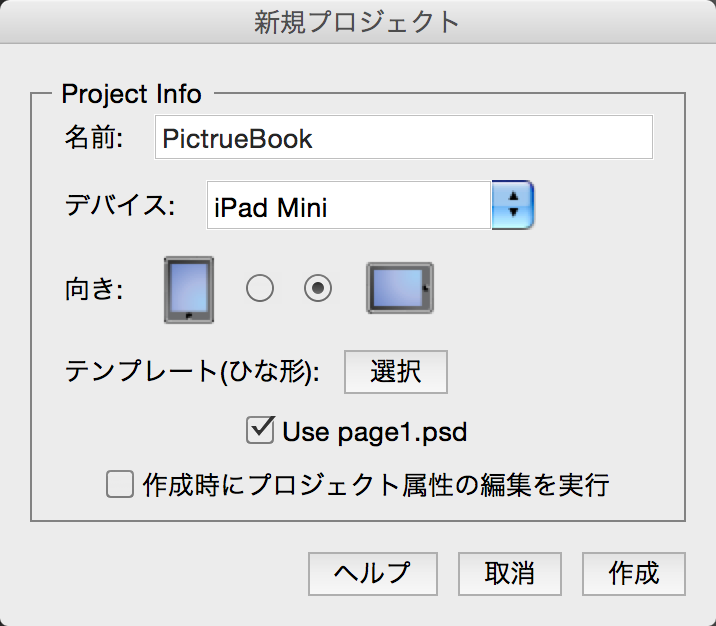 新規プロジェクト
Project Info
名前: PictrueBook
デバイス: iPad Mini
向き:
テンプレート(ひな形): 選択
Use page1.psd
作成時にプロジェクト属性の編集を実行
ヘルプ 取消 作成